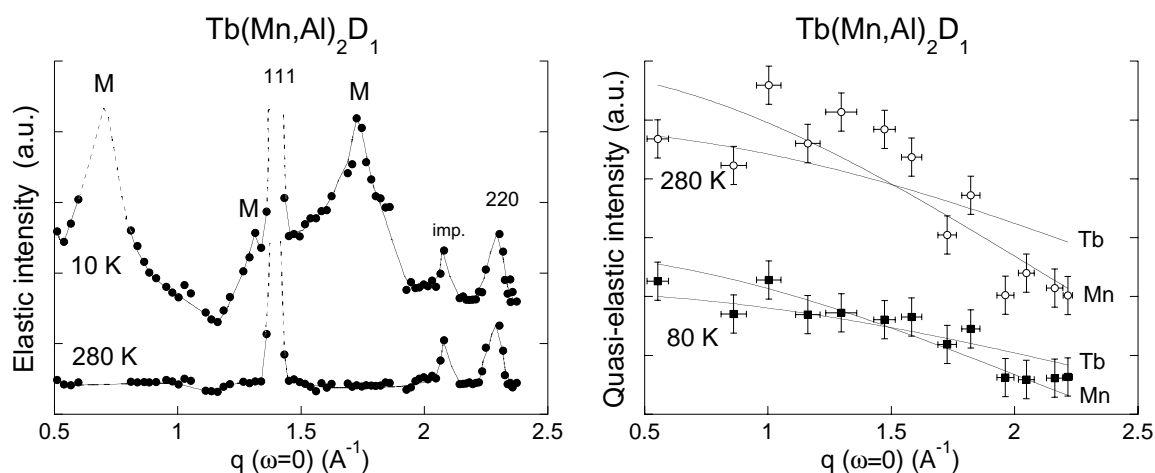 Tb(Mn,Al)₂D₁
Elastic intensity (a.u.)
M
111
M
M
220
imp.
10 K
280 K
0.5 1 1.5 2 2.5
q (ω=0) (A⁻¹)
Tb(Mn,Al)₂D₁
Quasi-elastic intensity (a.u.)
280 K
Tb
Mn
80 K
Tb
Mn
0.5 1 1.5 2 2.5
q (ω=0) (A⁻¹)